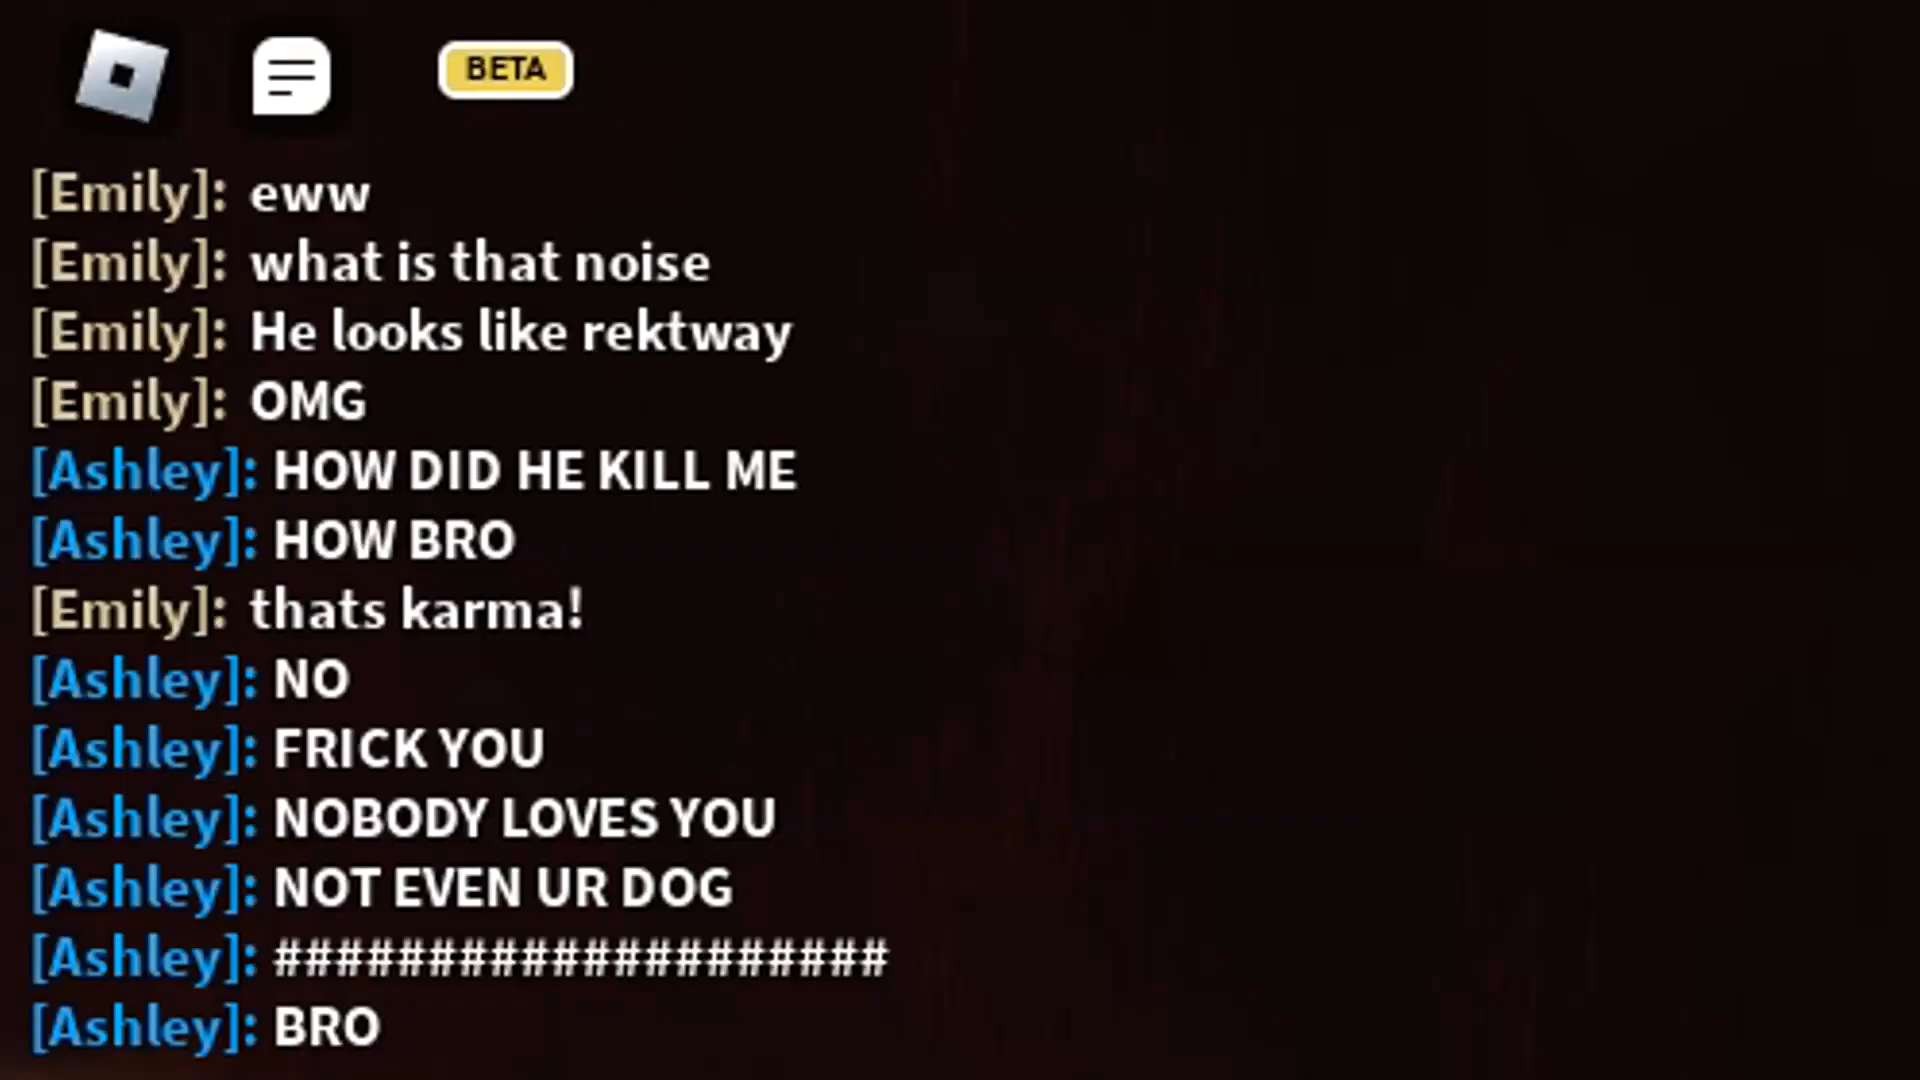 BETA
[Emily]: eww
[Emily]: what is that noise
[Emily]: He looks like rektway
[Emily]: OMG
[Ashley]: HOW DID HE KILL ME
[Ashley]: HOW BRO
[Emily]: thats karma!
[Ashley]: NO
[Ashley]: FRICK YOU
[Ashley]: NOBODY LOVES YOU
[Ashley]: NOT EVEN UR DOG
[Ashley]: ####################
[Ashley]: BRO